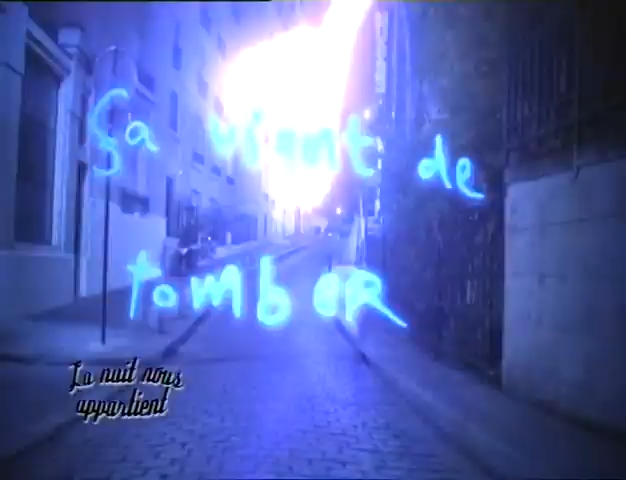 Ça vient de
tomber
La nuit nous
appartient